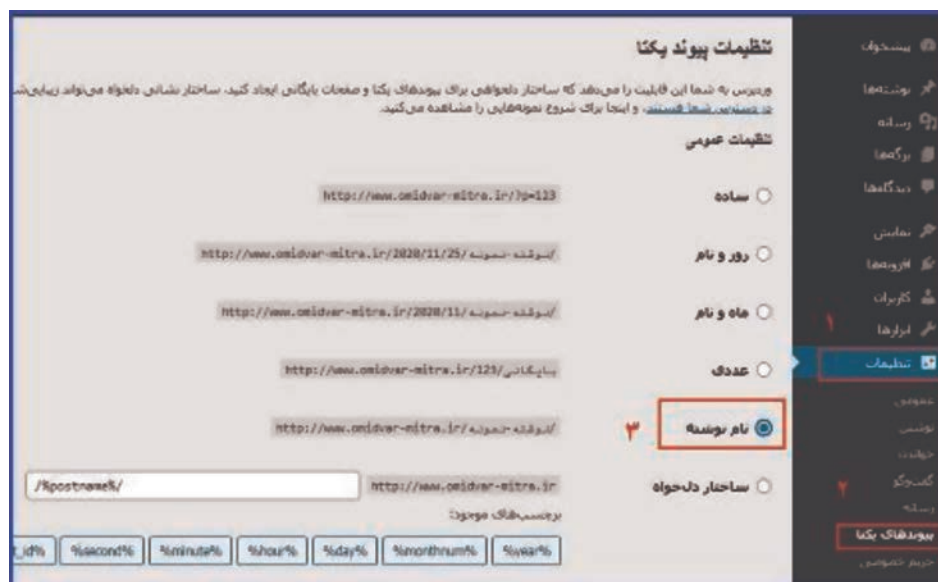 تنظیمات پیوند یکتا
وردپرس به شما این قابلیت را می‌دهد که ساختار دلخواهی برای پیوندهای یکتا و صفحات بایگانی ایجاد کنید. ساختار نشانی دلخواه می‌تواند زیبایی‌شـ
در دسترس شما هستند، و اینجا برای شروع نمونه‌هایی را مشاهده می‌کنید.
تنظیمات عمومی
ساده
http://www.omidvar-mitra.ir/?p=123
روز و نام
http://www.omidvar-mitra.ir/2020/11/25/نوشته-نمونه/
ماه و نام
http://www.omidvar-mitra.ir/2020/11/نوشته-نمونه/
عددی
http://www.omidvar-mitra.ir/بایگانی/123
نام نوشته
۳
http://www.omidvar-mitra.ir/نوشته-نمونه/
ساختار دلخواه
http://www.omidvar-mitra.ir
/%postname%/
برچسب‌های موجود:
%year%
%monthnum%
%day%
%hour%
%minute%
%second%
t_id%
پیشخوان
نوشته‌ها
رسانه
برگه‌ها
دیدگاه‌ها
نمایش
افزونه‌ها
کاربران
ابزارها
۱
تنظیمات
عمومی
نوشتن
خواندن
گفت‌وگو
۲
رسانه
پیوندهای یکتا
حریم خصوصی